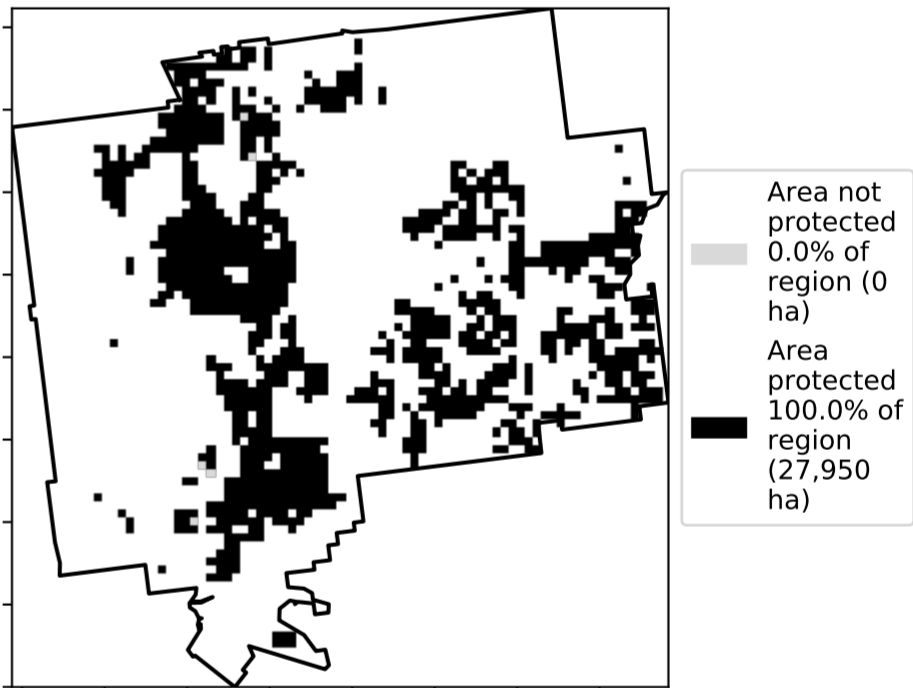 Area not
protected
0.0% of
region (0
ha)
Area
protected
100.0% of
region
(27,950
ha)